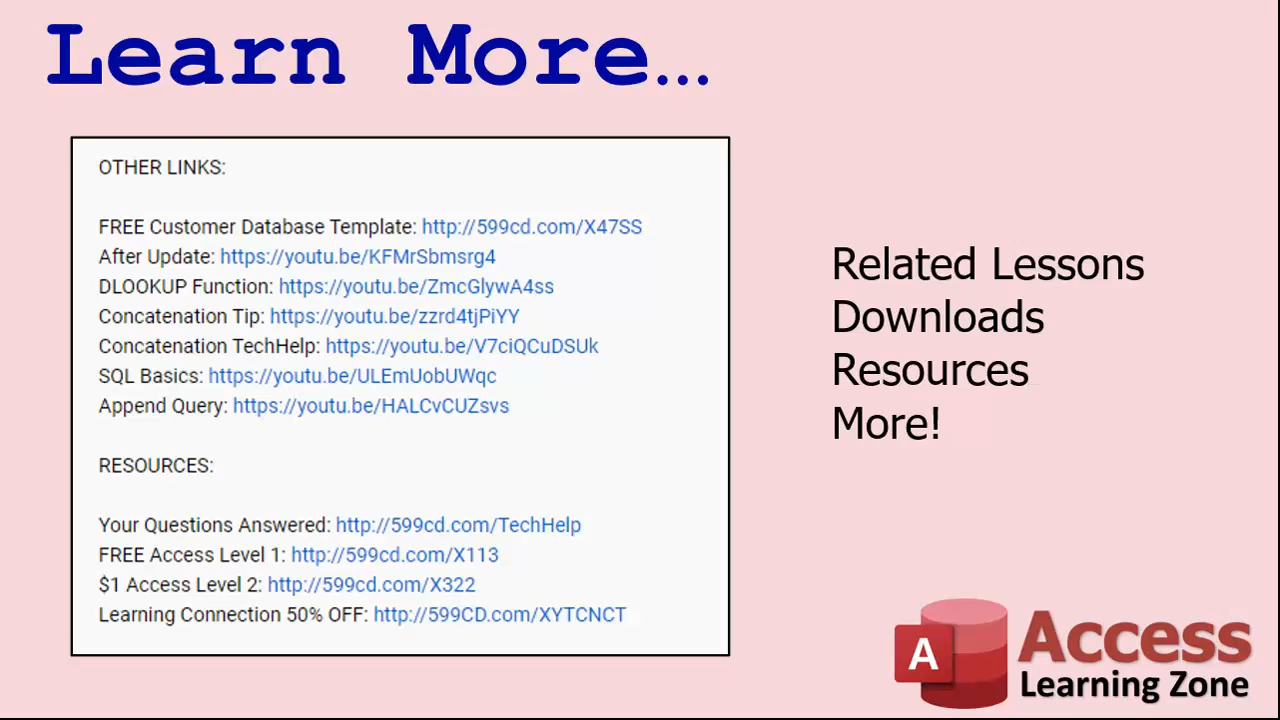 Learn More...
OTHER LINKS:
FREE Customer Database Template: http://599cd.com/X47SS
After Update: https://youtu.be/KFMrSbmsrg4
DLOOKUP Function: https://youtu.be/ZmcGlywA4ss
Concatenation Tip: https://youtu.be/zzrd4tjPiYY
Concatenation TechHelp: https://youtu.be/V7ciQCuDSUk
SQL Basics: https://youtu.be/ULEmUobUWqc
Append Query: https://youtu.be/HALCvCUZsvs
RESOURCES:
Your Questions Answered: http://599cd.com/TechHelp
FREE Access Level 1: http://599cd.com/X113
$1 Access Level 2: http://599cd.com/X322
Learning Connection 50% OFF: http://599CD.com/XYTCNCT
Related Lessons
Downloads
Resources
More!
A
Access
Learning Zone